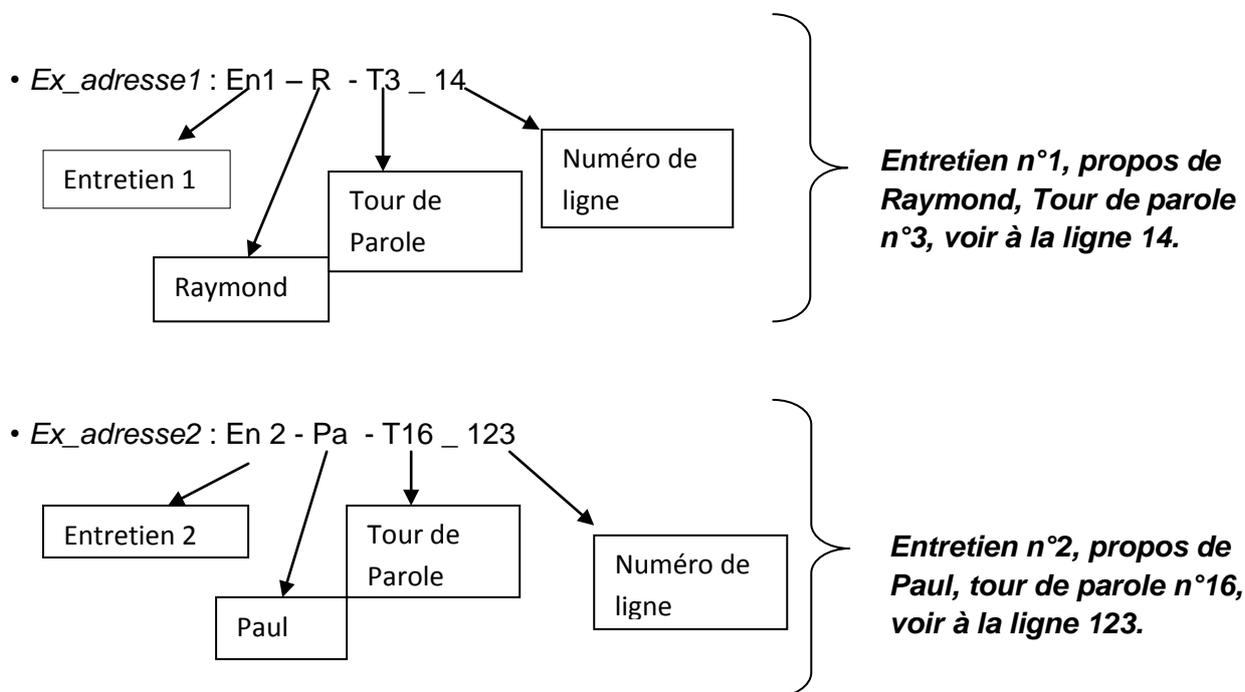 • Ex_adresse1 : En1 – R - T3 _ 14
Entretien 1
Raymond
Tour de
Parole
Numéro de
ligne
Entretien n°1, propos de
Raymond, Tour de parole
n°3, voir à la ligne 14.
• Ex_adresse2 : En 2 - Pa - T16 _ 123
Entretien 2
Paul
Tour de
Parole
Numéro de
ligne
Entretien n°2, propos de
Paul, tour de parole n°16,
voir à la ligne 123.